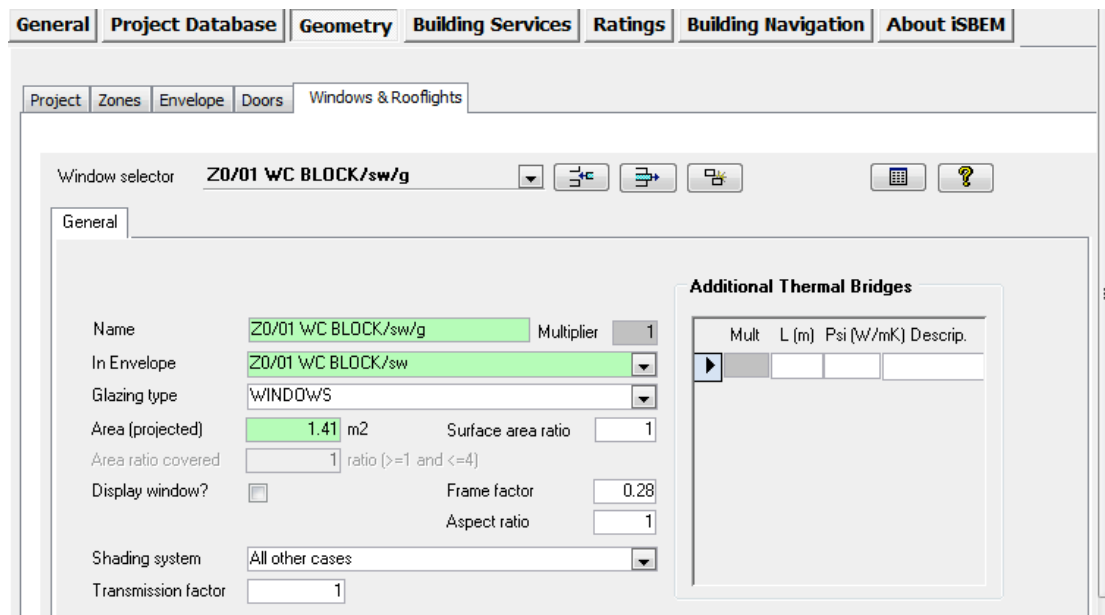 General Project Database Geometry Building Services Ratings Building Navigation About iSBEM
Project Zones Envelope Doors Windows & Rooflights
Window selector Z0/01 WC BLOCK/sw/g ?
General
Additional Thermal Bridges
Name Z0/01 WC BLOCK/sw/g Multiplier 1
Mult L (m) Psi (W/mK) Descrip.
In Envelope Z0/01 WC BLOCK/sw
Glazing type WINDOWS
Area (projected) 1.41 m2 Surface area ratio 1
Area ratio covered 1 ratio (>=1 and <=4)
Display window? Frame factor 0.28
Aspect ratio 1
Shading system All other cases
Transmission factor 1